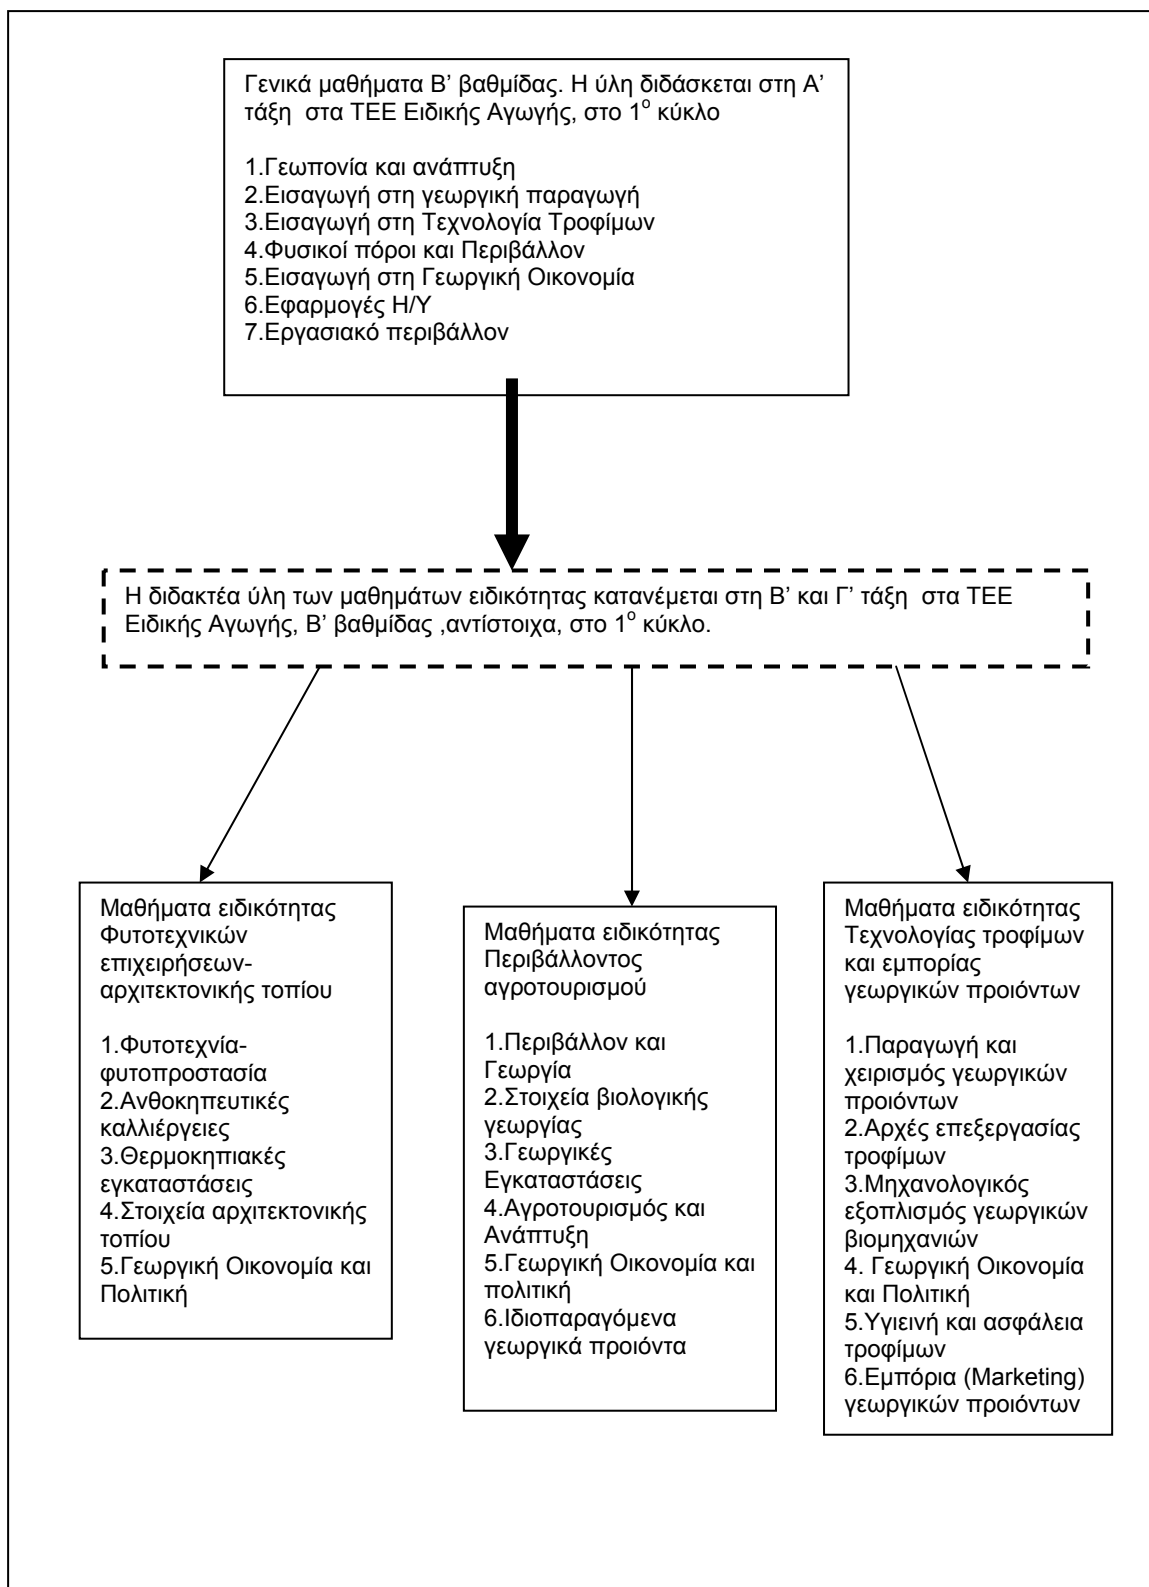 Γενικά μαθήματα Β’ βαθμίδας. Η ύλη διδάσκεται στη Α’
τάξη στα ΤΕΕ Ειδικής Αγωγής, στο 1ο κύκλο
1.Γεωπονία και ανάπτυξη
2.Εισαγωγή στη γεωργική παραγωγή
3.Εισαγωγή στη Τεχνολογία Τροφίμων
4.Φυσικοί πόροι και Περιβάλλον
5.Εισαγωγή στη Γεωργική Οικονομία
6.Εφαρμογές Η/Υ
7.Εργασιακό περιβάλλον
Η διδακτέα ύλη των μαθημάτων ειδικότητας κατανέμεται στη Β’ και Γ’ τάξη στα ΤΕΕ
Ειδικής Αγωγής, Β’ βαθμίδας ,αντίστοιχα, στο 1ο κύκλο.
Μαθήματα ειδικότητας
Φυτοτεχνικών
επιχειρήσεων-
αρχιτεκτονικής τοπίου
1.Φυτοτεχνία-
φυτοπροστασία
2.Ανθοκηπευτικές
καλλιέργειες
3.Θερμοκηπιακές
εγκαταστάσεις
4.Στοιχεία αρχιτεκτονικής
τοπίου
5.Γεωργική Οικονομία και
Πολιτική
Μαθήματα ειδικότητας
Περιβάλλοντος
αγροτουρισμού
1.Περιβάλλον και
Γεωργία
2.Στοιχεία βιολογικής
γεωργίας
3.Γεωργικές
Εγκαταστάσεις
4.Αγροτουρισμός και
Ανάπτυξη
5.Γεωργική Οικονομία και
πολιτική
6.Ιδιοπαραγόμενα
γεωργικά προιόντα
Μαθήματα ειδικότητας
Τεχνολογίας τροφίμων
και εμπορίας
γεωργικών προιόντων
1.Παραγωγή και
χειρισμός γεωργικών
προιόντων
2.Αρχές επεξεργασίας
τροφίμων
3.Μηχανολογικός
εξοπλισμός γεωργικών
βιομηχανιών
4. Γεωργική Οικονομία
και Πολιτική
5.Υγιεινή και ασφάλεια
τροφίμων
6.Εμπόρια (Marketing)
γεωργικών προιόντων